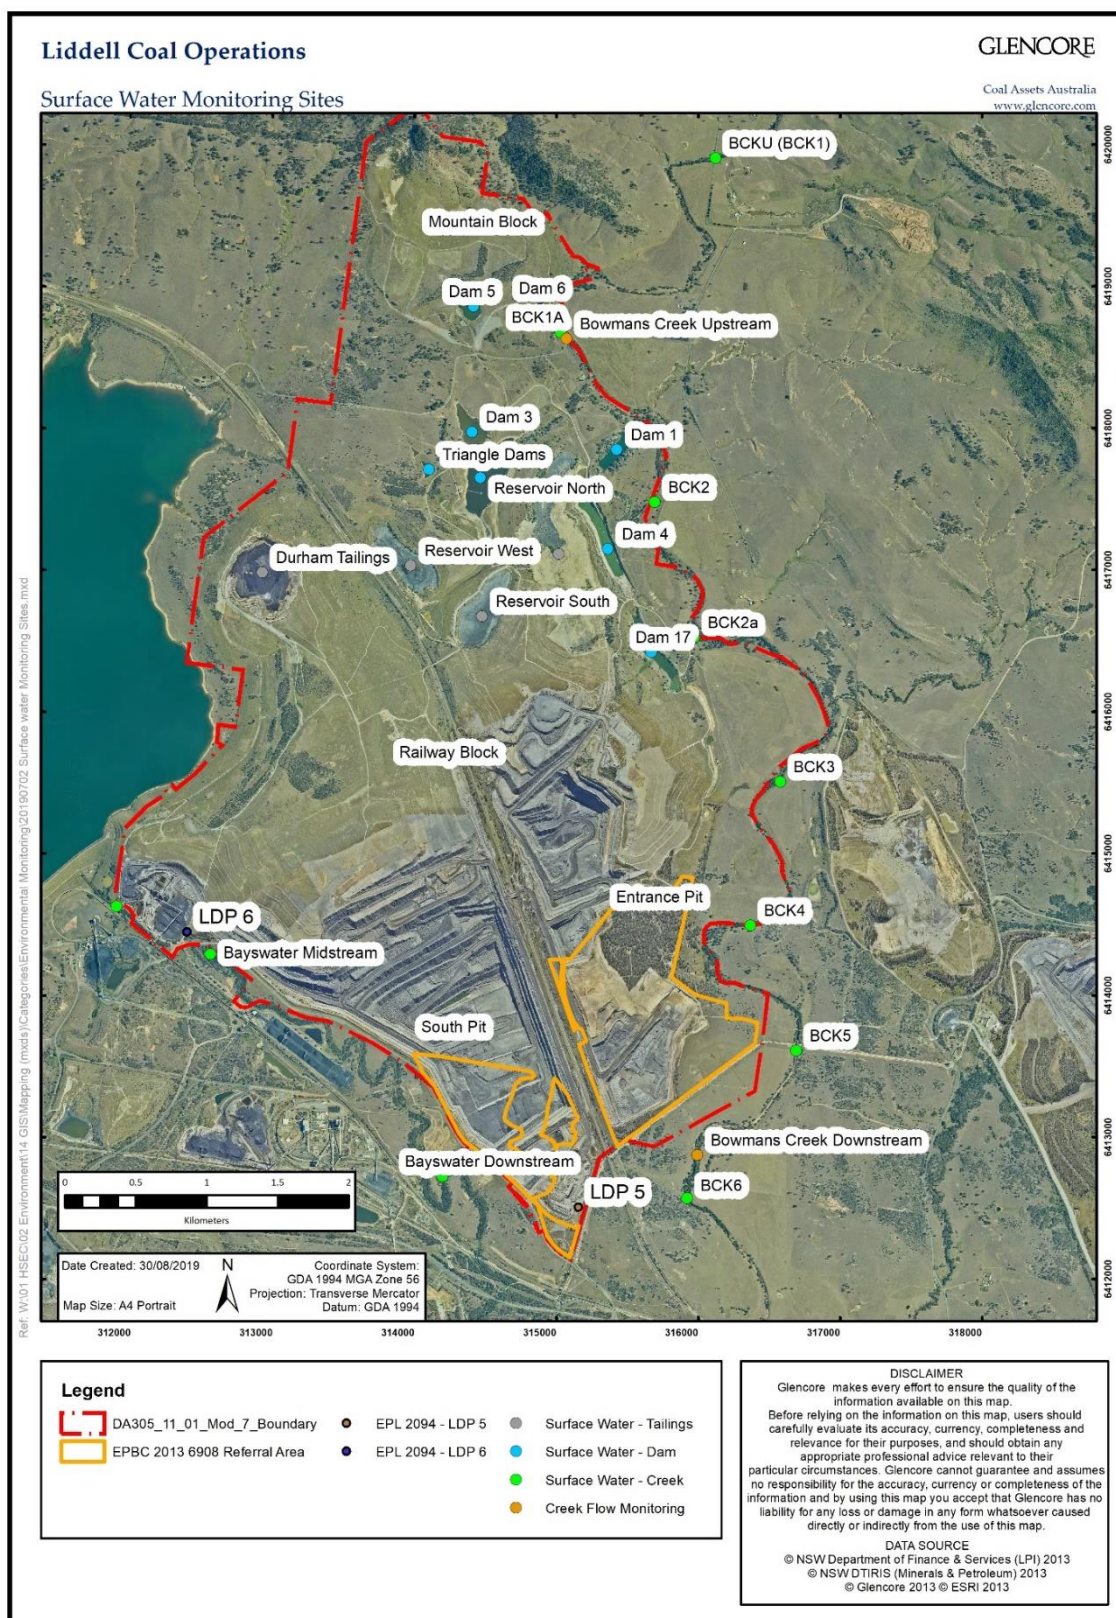 Liddell Coal Operations
GLENCORE
Surface Water Monitoring Sites
Coal Assets Australia
www.glencore.com
BCKU (BCK1)
Mountain Block
Dam 5
Dam 6
BCK1A
Bowmans Creek Upstream
Dam 3
Dam 1
Triangle Dams
Reservoir North
BCK2
Dam 4
Durham Tailings
Reservoir West
Reservoir South
BCK2a
Dam 17
Railway Block
BCK3
Entrance Pit
BCK4
LDP 6
Bayswater Midstream
South Pit
BCK5
Bowmans Creek Downstream
Bayswater Downstream
LDP 5
BCK6
6420000
6419000
6418000
6417000
6416000
6415000
6414000
6413000
6412000
0 0.5 1 1.5 2
Kilometers
Date Created: 30/08/2019
Map Size: A4 Portrait
N
Coordinate System:
GDA 1994 MGA Zone 56
Projection: Transverse Mercator
Datum: GDA 1994
312000 313000 314000 315000 316000 317000 318000
Ref: W:\01 HSEC\02 Environment\14 GIS\Mapping (mxds)\Categories\Environmental Monitoring\20190702 Surface water Monitoring Sites.mxd
Legend
DA305_11_01_Mod_7_Boundary
EPBC 2013 6908 Referral Area
EPL 2094 - LDP 5
EPL 2094 - LDP 6
Surface Water - Tailings
Surface Water - Dam
Surface Water - Creek
Creek Flow Monitoring
DISCLAIMER
Glencore makes every effort to ensure the quality of the
information available on this map.
Before relying on the information on this map, users should
carefully evaluate its accuracy, currency, completeness and
relevance for their purposes, and should obtain any
appropriate professional advice relevant to their
particular circumstances. Glencore cannot guarantee and assumes
no responsibility for the accuracy, currency or completeness of the
information and by using this map you accept that Glencore has no
liability for any loss or damage in any form whatsoever caused
directly or indirectly from the use of this map.
DATA SOURCE
© NSW Department of Finance & Services (LPI) 2013
© NSW DTIRIS (Minerals & Petroleum) 2013
© Glencore 2013 © ESRI 2013